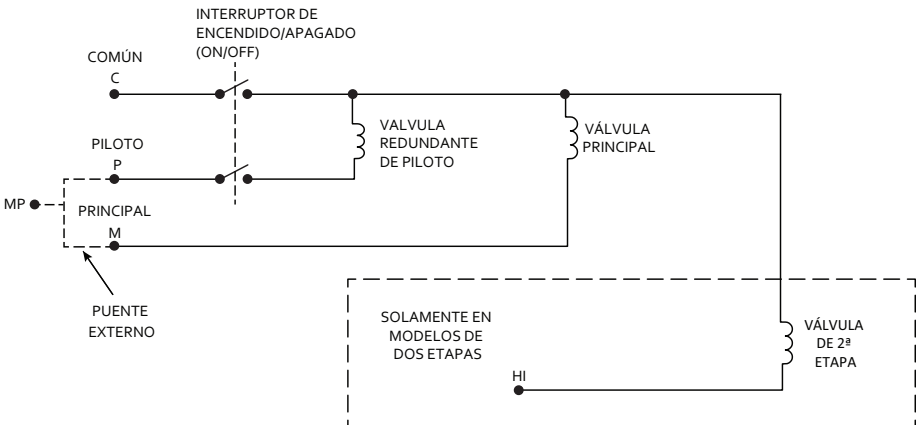 INTERRUPTOR DE
ENCENDIDO/APAGADO
(ON/OFF)
COMÚN
C
VALVULA
REDUNDANTE
DE PILOTO
VÁLVULA
PRINCIPAL
PILOTO
P
MP
PRINCIPAL
M
PUENTE
EXTERNO
SOLAMENTE EN
MODELOS DE
DOS ETAPAS
VÁLVULA
DE 2ª
ETAPA
HI